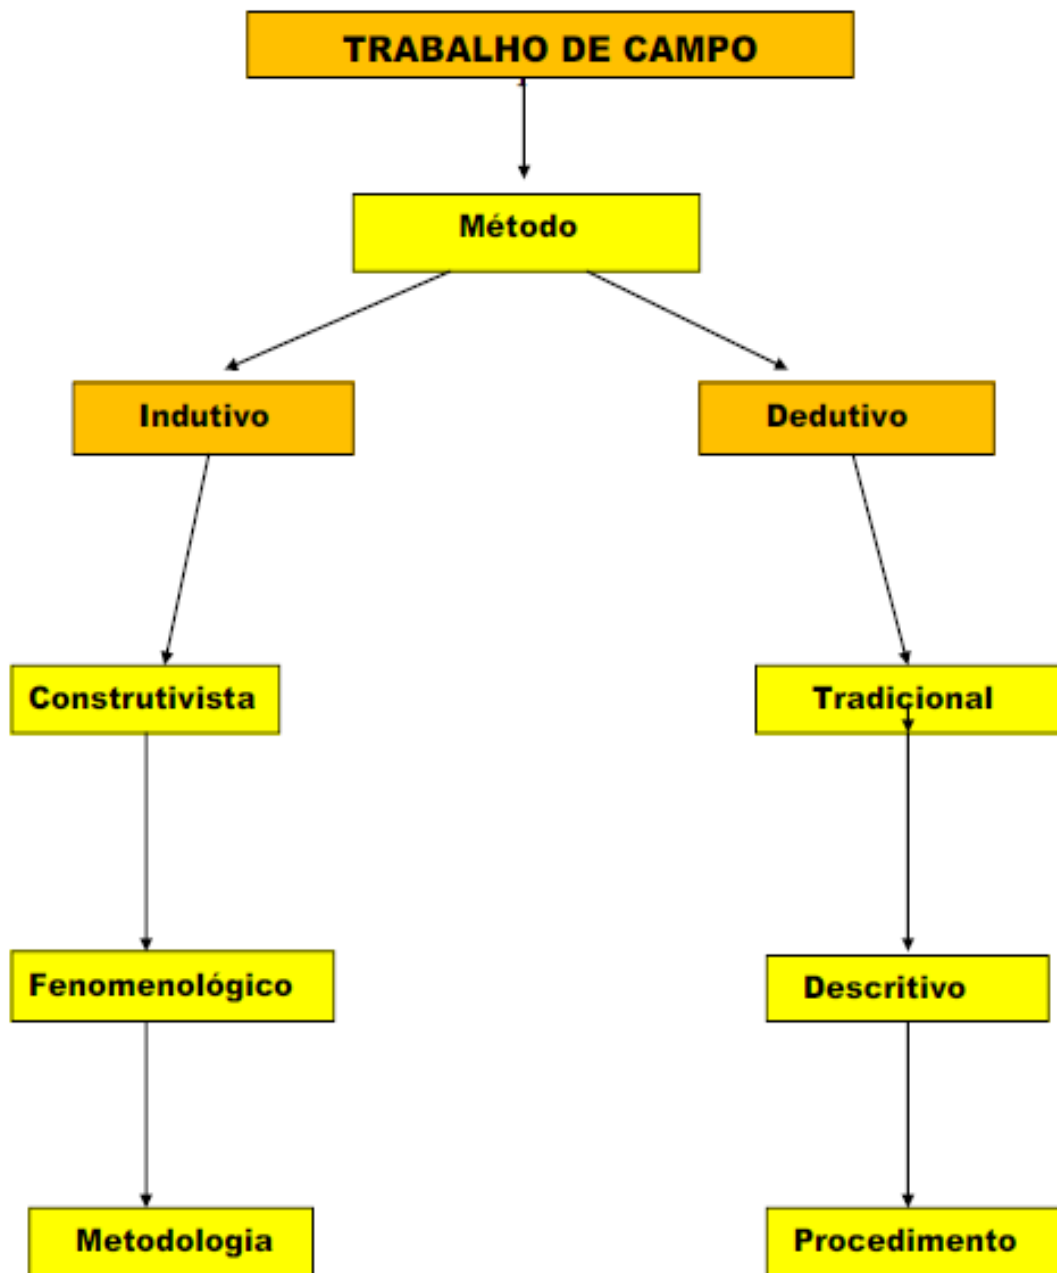 TRABALHO DE CAMPO
Método
Indutivo
Dedutivo
Construtivista
Tradicional
Fenomenológico
Descritivo
Metodologia
Procedimento